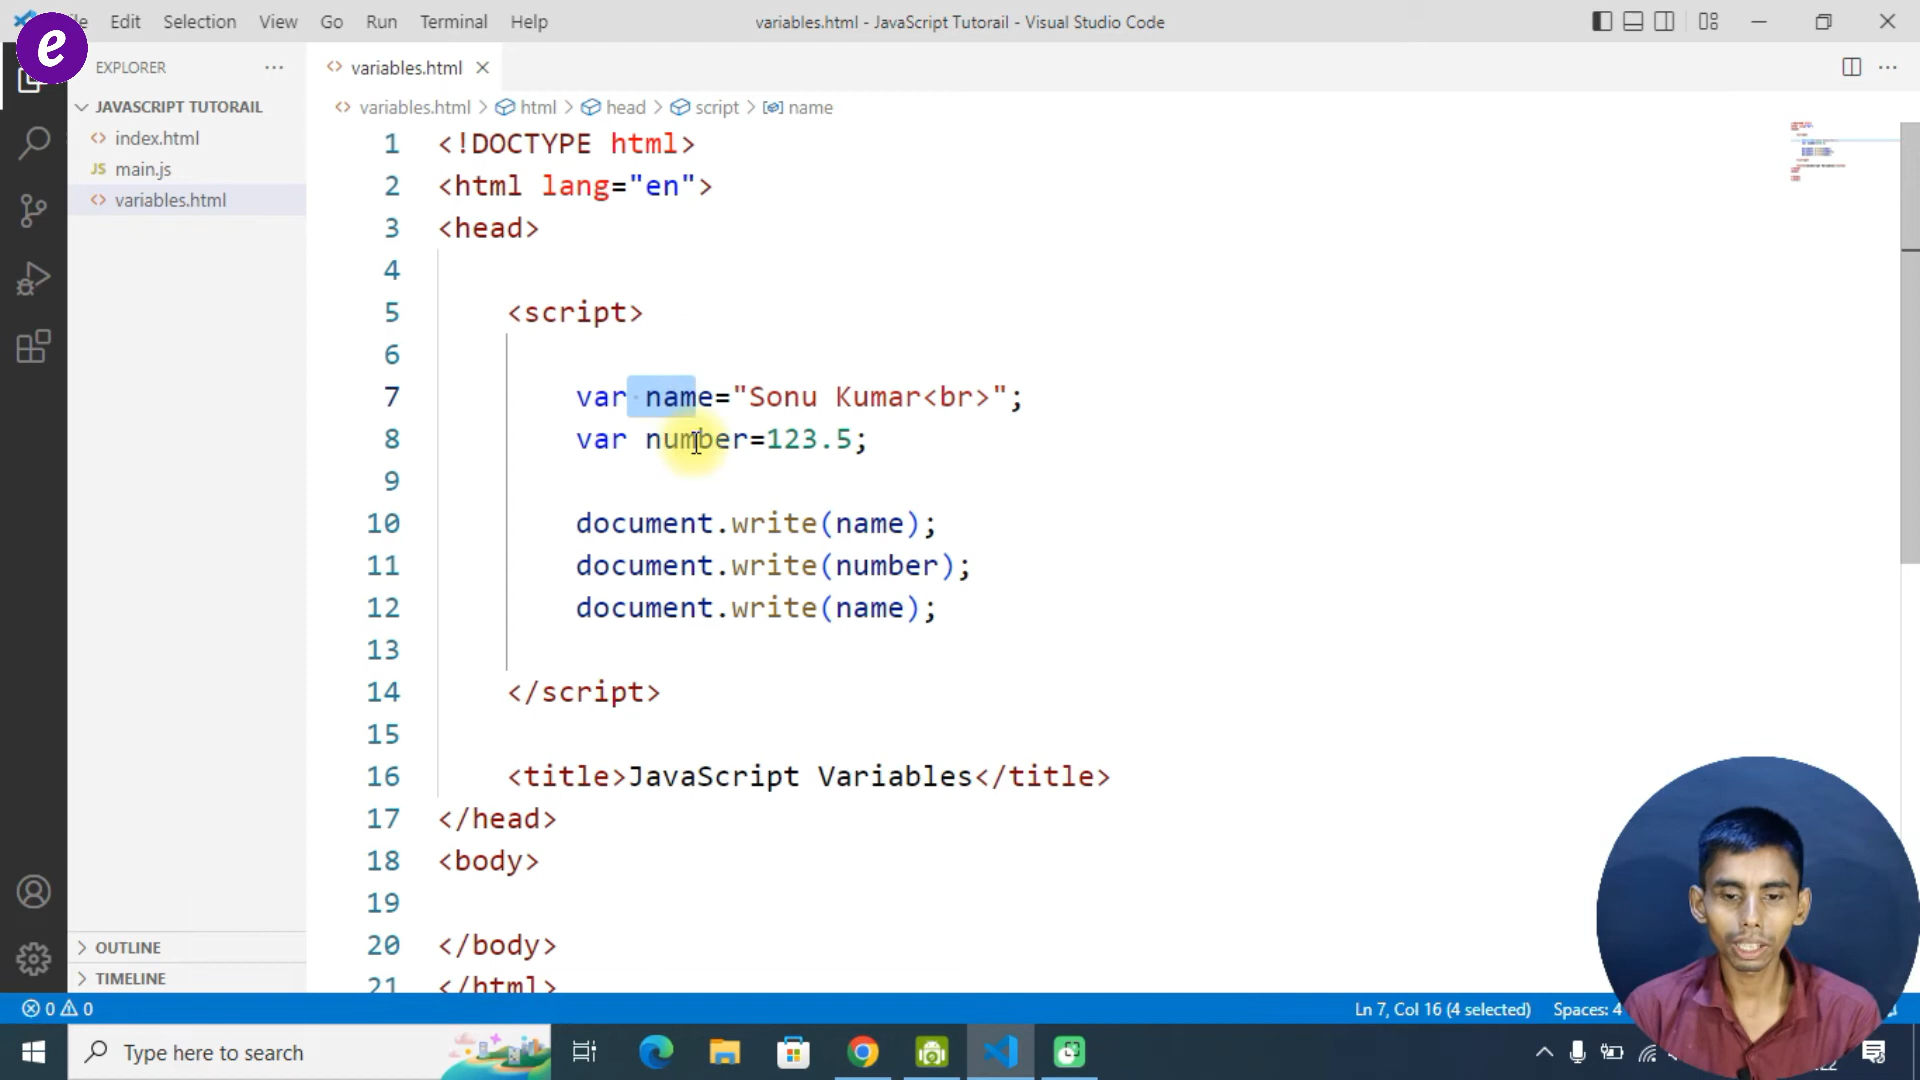 e
File Edit Selection View Go Run Terminal Help
variables.html - JavaScript Tutorail - Visual Studio Code
EXPLORER
JAVASCRIPT TUTORAIL
index.html
JS main.js
variables.html
OUTLINE
TIMELINE
variables.html
variables.html > html > head > script > name
1 <!DOCTYPE html>
2 <html lang="en">
3 <head>
4
5 <script>
6
7 var name="Sonu Kumar<br>";
8 var number=123.5;
9
10 document.write(name);
11 document.write(number);
12 document.write(name);
13
14 </script>
15
16 <title>JavaScript Variables</title>
17 </head>
18 <body>
19
20 </body>
21 </html>
0 0
Ln 7, Col 16 (4 selected) Spaces: 4
Type here to search